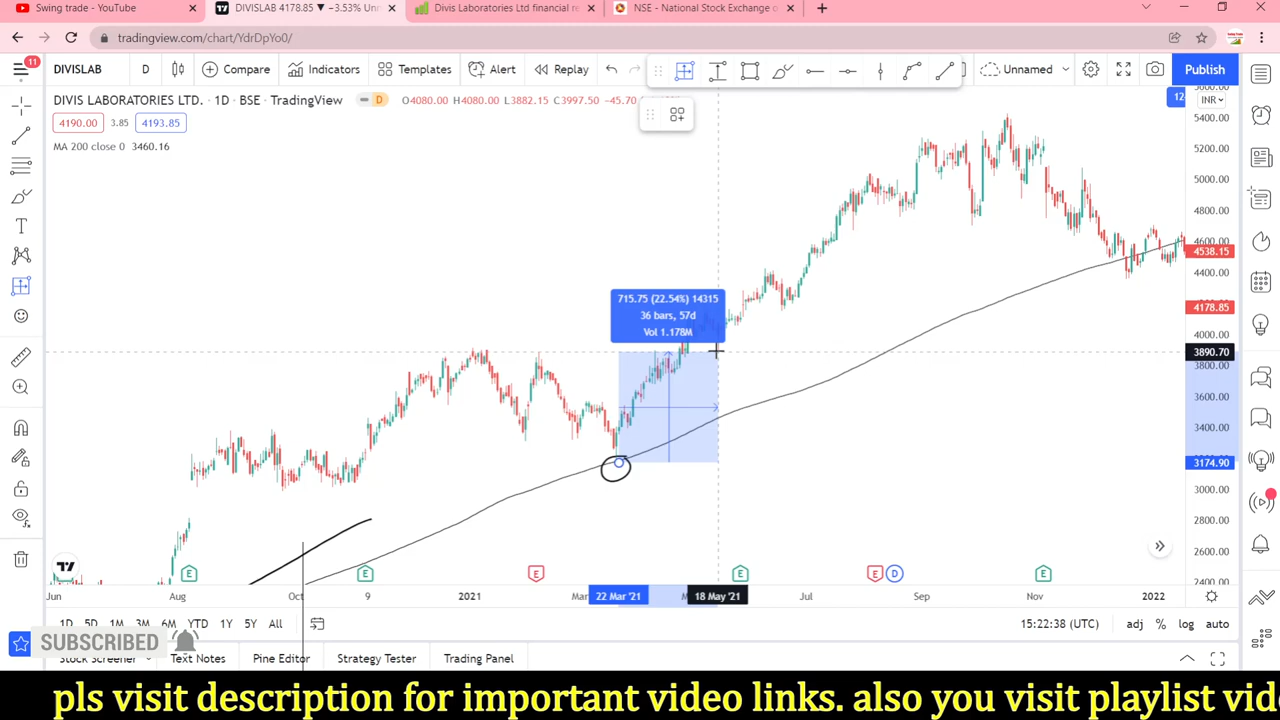 Swing trade - YouTube
DIVISLAB 4178.85 ▼ −3.53% Unn
Divis Laboratories Ltd financial re
NSE - National Stock Exchange o
tradingview.com/chart/YdrDpYo0/
11
DIVISLAB
D
Compare
Indicators
Templates
Alert
Replay
Unnamed
Publish
DIVIS LABORATORIES LTD. · 1D · BSE · TradingView
D
O4080.00 H4080.00 L3882.15 C3997.50 −45.70
INR
4190.00
3.85
4193.85
MA 200 close 0 3460.16
5400.00
5200.00
5000.00
4800.00
4600.00
4538.15
4400.00
4178.85
4000.00
3890.70
3800.00
3600.00
3400.00
3174.90
3000.00
2800.00
2600.00
2400.00
715.75 (22.54%) 14315
36 bars, 57d
Vol 1.178M
E
E
E
E
E
D
E
Jun
Aug
Oct
9
2021
Mar
22 Mar '21
18 May '21
Jul
Sep
Nov
2022
1D 5D 1M 3M 6M YTD 1Y 5Y All
15:22:38 (UTC)
adj % log auto
SUBSCRIBED
Stock Screener
Text Notes
Pine Editor
Strategy Tester
Trading Panel
pls visit description for important video links. also you visit playlist vid